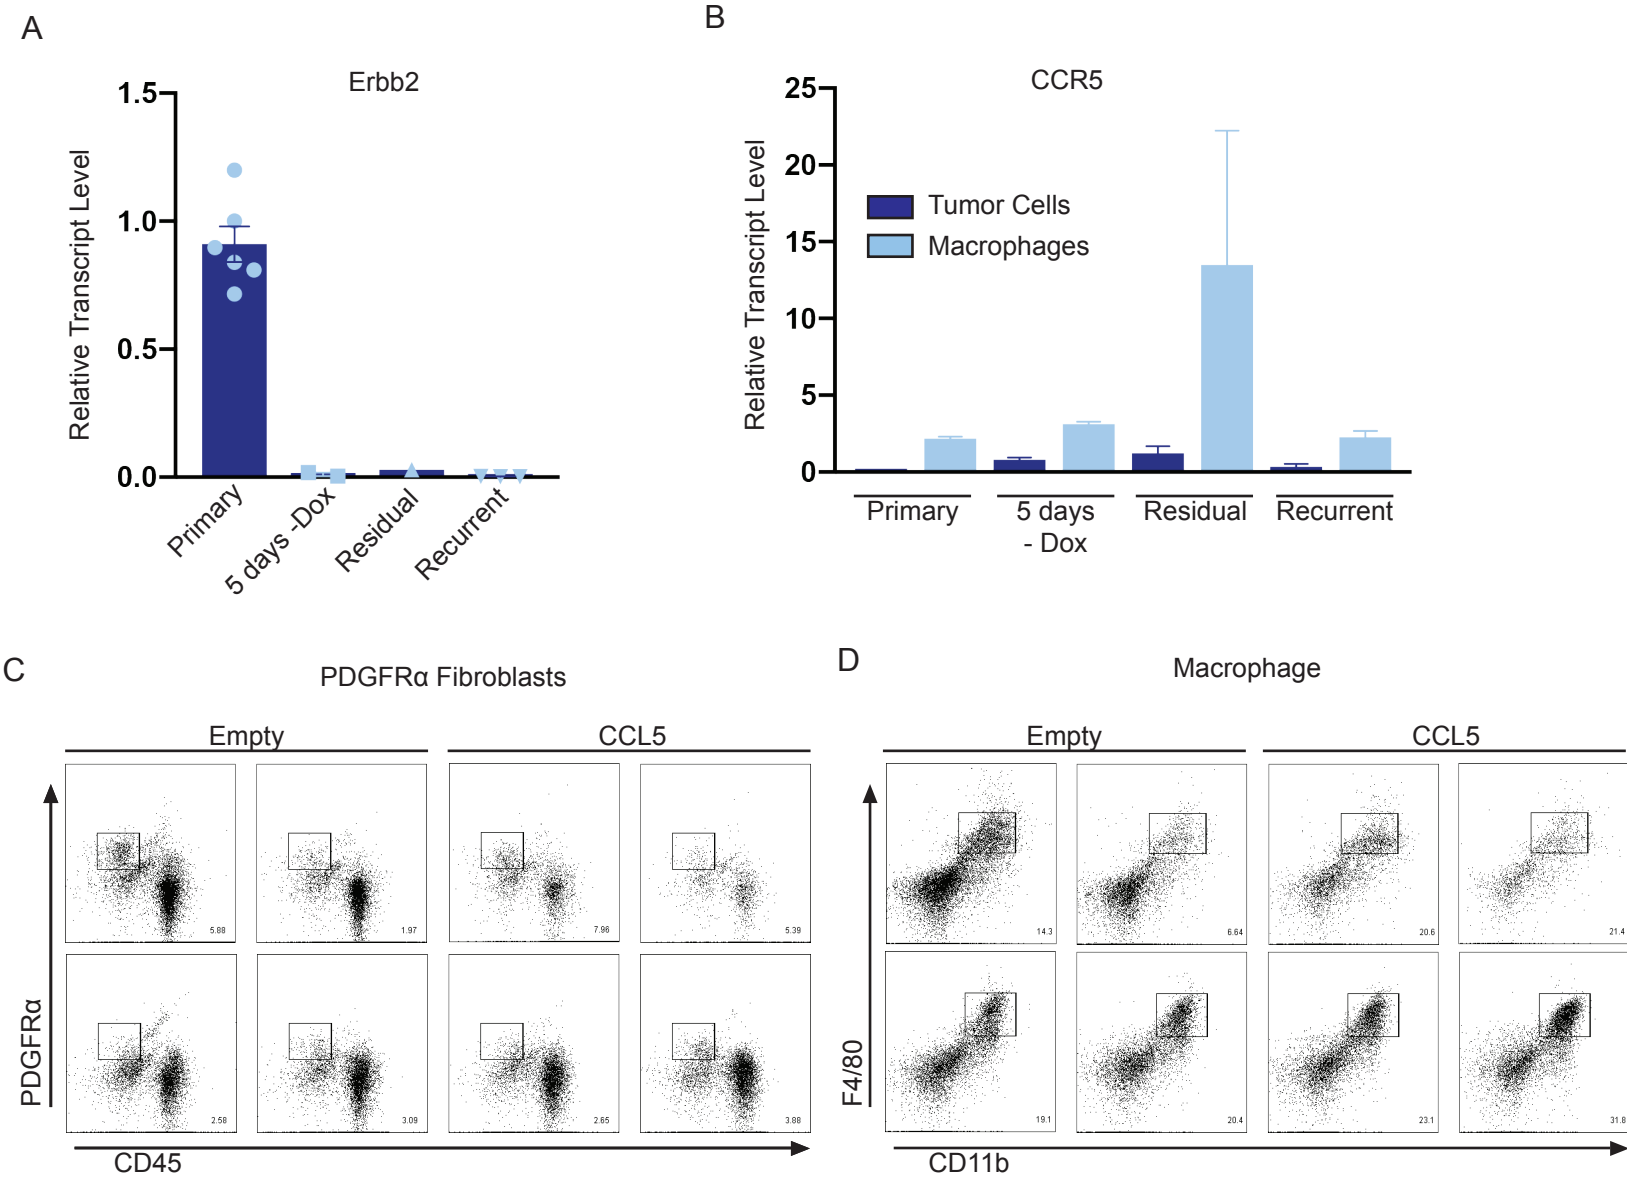 A
Erbb2
Relative Transcript Level
1.5
1.0
0.5
0.0
Primary
5 days -Dox
Residual
Recurrent
B
CCR5
Relative Transcript Level
25
20
15
10
5
0
Tumor Cells
Macrophages
Primary
5 days
- Dox
Residual
Recurrent
C
PDGFRα Fibroblasts
Empty
CCL5
5.88
1.97
7.96
5.39
2.58
3.09
2.65
3.88
PDGFRα
CD45
D
Macrophage
Empty
CCL5
14.3
6.64
20.6
21.4
19.1
20.4
23.1
31.8
F4/80
CD11b